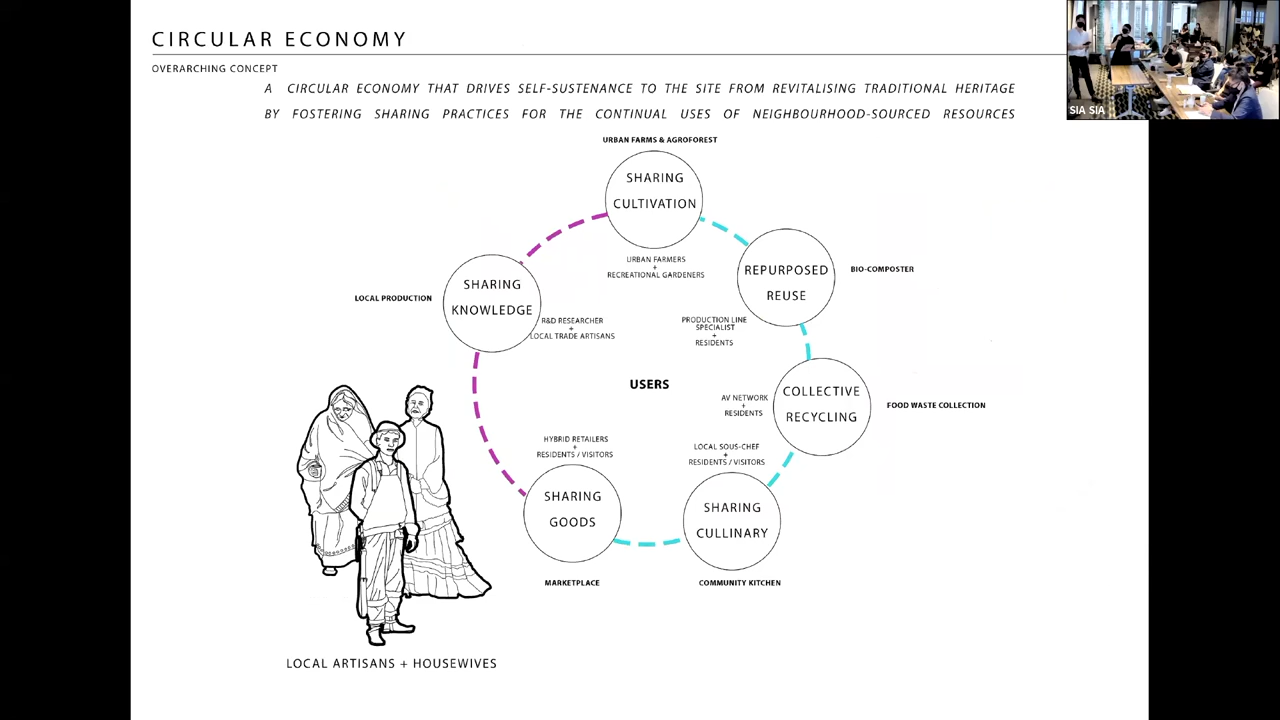 CIRCULAR ECONOMY
OVERARCHING CONCEPT
A CIRCULAR ECONOMY THAT DRIVES SELF-SUSTENANCE TO THE SITE FROM REVITALISING TRADITIONAL HERITAGE
BY FOSTERING SHARING PRACTICES FOR THE CONTINUAL USES OF NEIGHBOURHOOD-SOURCED RESOURCES
SIA SIA
URBAN FARMS & AGROFOREST
SHARING
CULTIVATION
URBAN FARMERS
+
RECREATIONAL GARDENERS
REPURPOSED
REUSE
BIO-COMPOSTER
PRODUCTION LINE
SPECIALIST
+
RESIDENTS
SHARING
KNOWLEDGE
LOCAL PRODUCTION
R&D RESEARCHER
+
LOCAL TRADE ARTISANS
USERS
COLLECTIVE
RECYCLING
FOOD WASTE COLLECTION
AV NETWORK
+
RESIDENTS
HYBRID RETAILERS
+
RESIDENTS / VISITORS
SHARING
GOODS
MARKETPLACE
LOCAL SOUS-CHEF
+
RESIDENTS / VISITORS
SHARING
CULLINARY
COMMUNITY KITCHEN
LOCAL ARTISANS + HOUSEWIVES